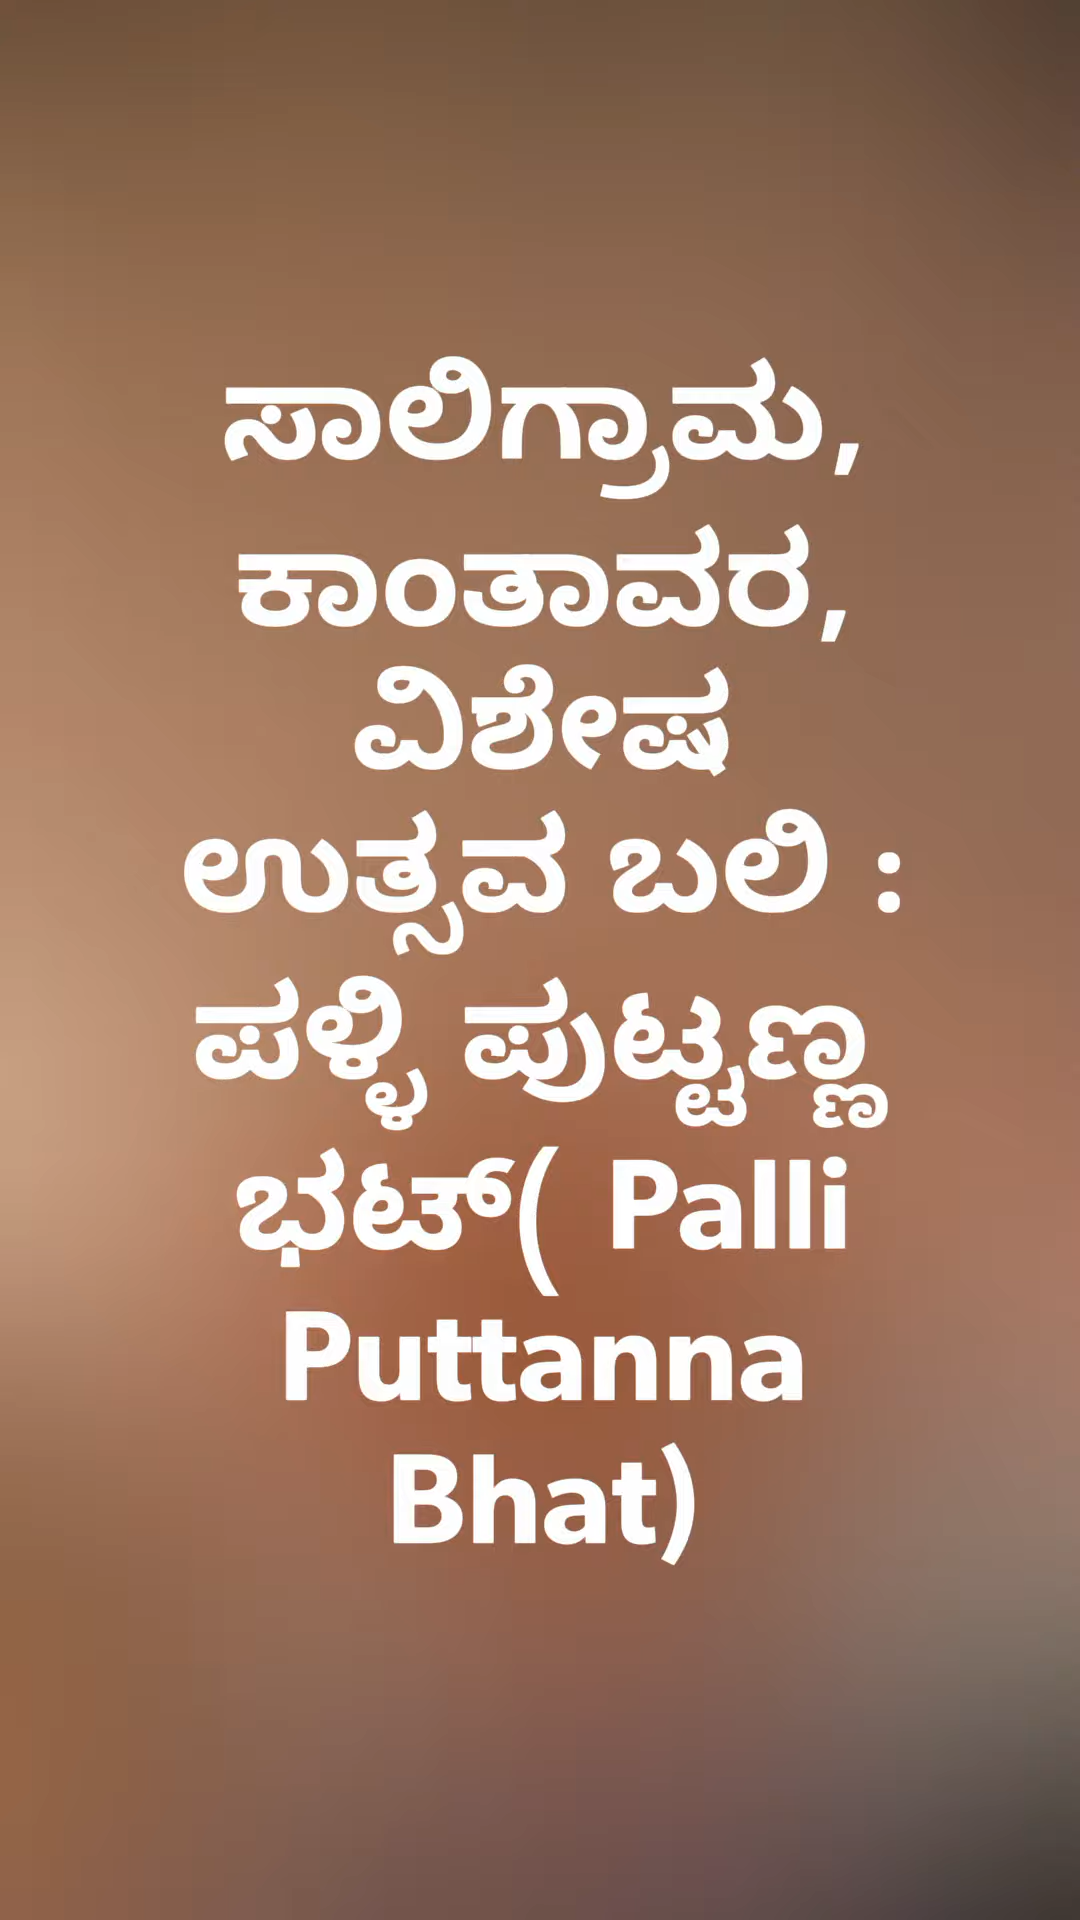 ಸಾಲಿಗ್ರಾಮ,
ಕಾಂತಾವರ,
ವಿಶೇಷ
ಉತ್ಸವ ಬಲಿ :
ಪಳ್ಳಿ ಪುಟ್ಟಣ್ಣ
ಭಟ್( Palli
Puttanna
Bhat)